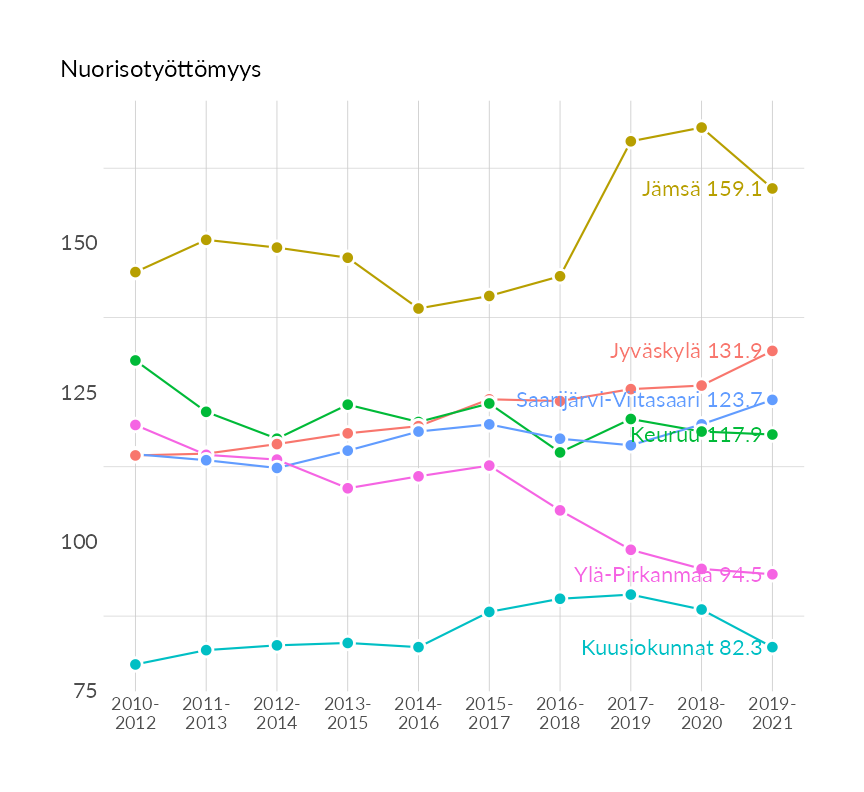 Nuorisotyöttömyys
Jämsä 159.1
150
Jyväskylä 131.9
125
Saarijärvi-Viitasaari 123.7
Keuruu 117.9
100
Ylä-Pirkanmaa 94.5
Kuusiokunnat 82.3
75
2010- 2011- 2012- 2013- 2014- 2015- 2016- 2017- 2018- 2019-
2012 2013 2014 2015 2016 2017 2018 2019 2020 2021